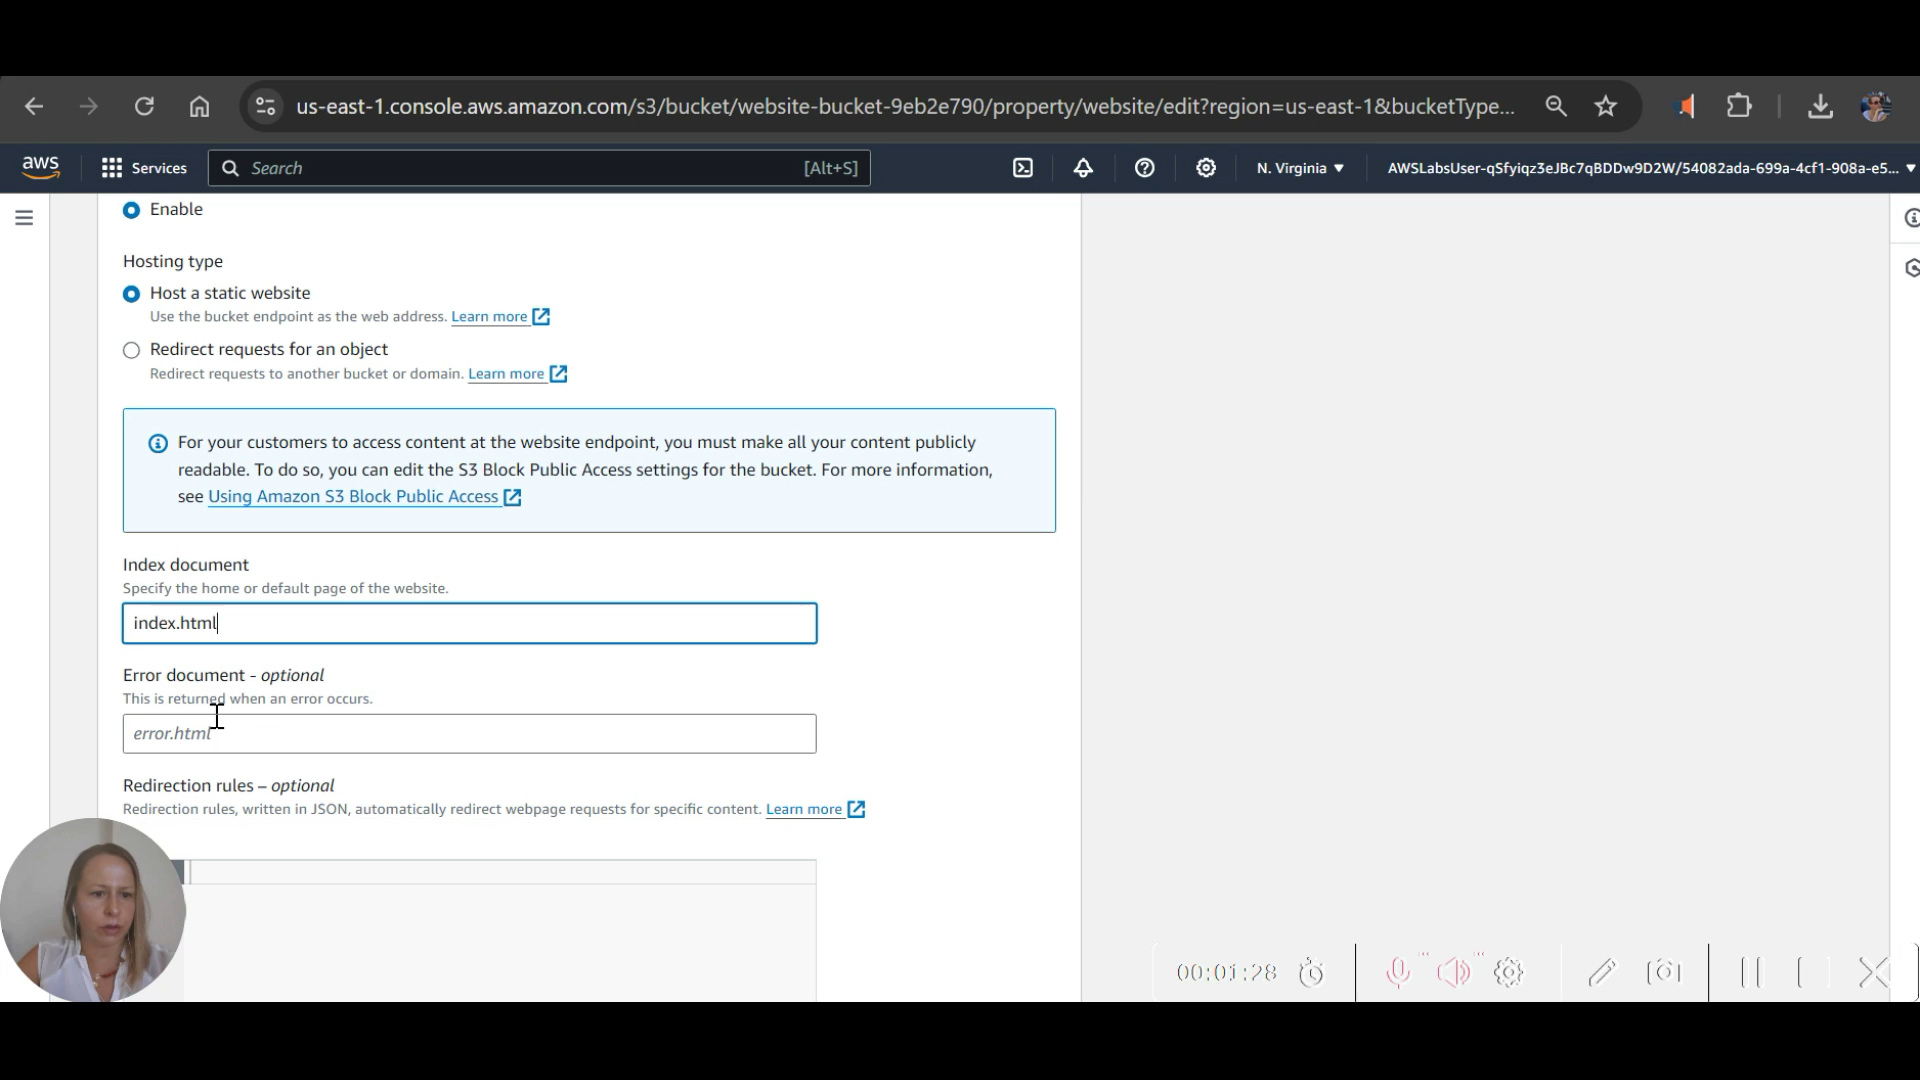 us-east-1.console.aws.amazon.com/s3/bucket/website-bucket-9eb2e790/property/website/edit?region=us-east-1&bucketType...
aws
Services
Search
[Alt+S]
N. Virginia
AWSLabsUser-qSfyiqz3eJBc7qBDDw9D2W/54082ada-699a-4cf1-908a-e5...
Enable
Hosting type
Host a static website
Use the bucket endpoint as the web address. Learn more
Redirect requests for an object
Redirect requests to another bucket or domain. Learn more
For your customers to access content at the website endpoint, you must make all your content publicly
readable. To do so, you can edit the S3 Block Public Access settings for the bucket. For more information,
see Using Amazon S3 Block Public Access
Index document
Specify the home or default page of the website.
index.html
Error document - optional
This is returned when an error occurs.
error.html
Redirection rules – optional
Redirection rules, written in JSON, automatically redirect webpage requests for specific content. Learn more
00:01:28